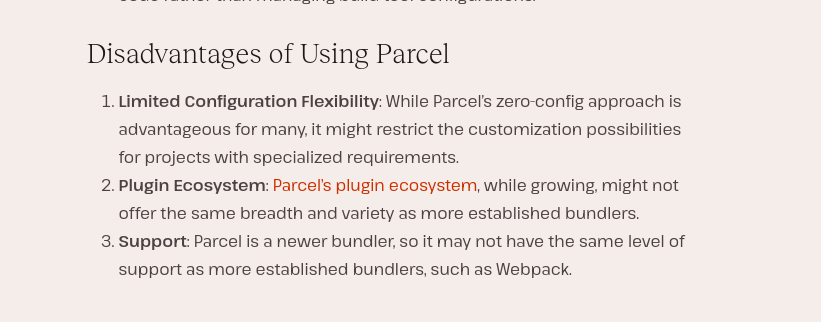 Disadvantages of Using Parcel
1. Limited Configuration Flexibility: While Parcel's zero-config approach is
advantageous for many, it might restrict the customization possibilities
for projects with specialized requirements.
2. Plugin Ecosystem: Parcel's plugin ecosystem, while growing, might not
offer the same breadth and variety as more established bundlers.
3. Support: Parcel is a newer bundler, so it may not have the same level of
support as more established bundlers, such as Webpack.